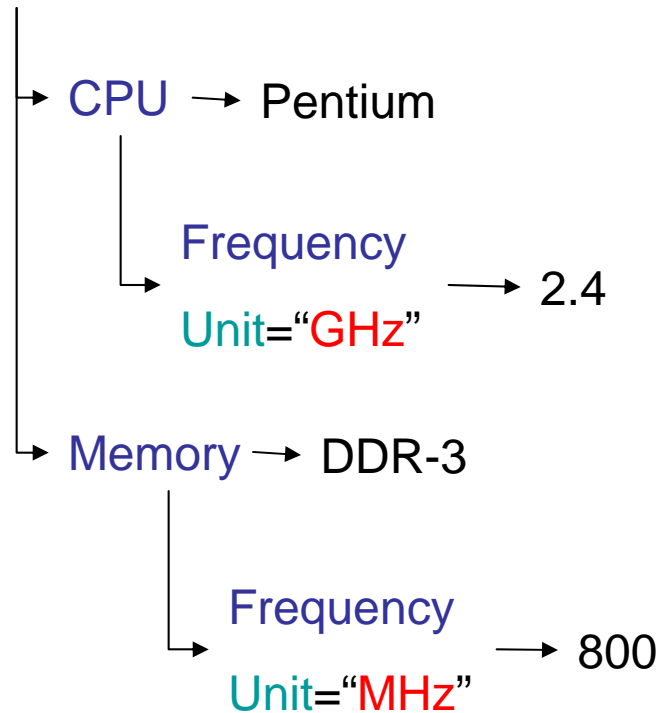 CPU Pentium
Frequency
2.4
Unit=“GHz”
Memory DDR-3
Frequency
800
Unit=“MHz”